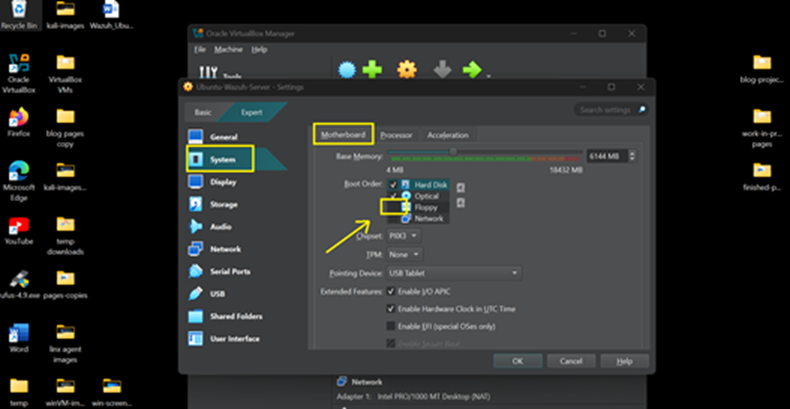 Recycle Bin
kali-images
Wazuh_Ubu...
Oracle VirtualBox
VirtualBox VMs
Firefox
blog pages copy
Microsoft Edge
kali-images...
YouTube
temp downloads
rufus-4.9.exe
pages-copies
Word
linx agent images
temp
winVM-im...
win-screen...
Oracle VirtualBox Manager
File Machine Help
Tools
Ubuntu-Wazuh-Server - Settings
Basic Expert
Search settings
General
System
Display
Storage
Audio
Network
Serial Ports
USB
Shared Folders
User Interface
Motherboard Processor Acceleration
Base Memory: 6144 MB
4 MB 18432 MB
Boot Order: Hard Disk
Optical
Floppy
Network
Chipset: PIIX3
TPM: None
Pointing Device: USB Tablet
Extended Features: Enable I/O APIC
Enable Hardware Clock in UTC Time
Enable EFI (special OSes only)
Enable Secure Boot
OK Cancel Help
Network
Adapter 1: Intel PRO/1000 MT Desktop (NAT)
blog-projec...
work-in-pr... pages
finished-p...